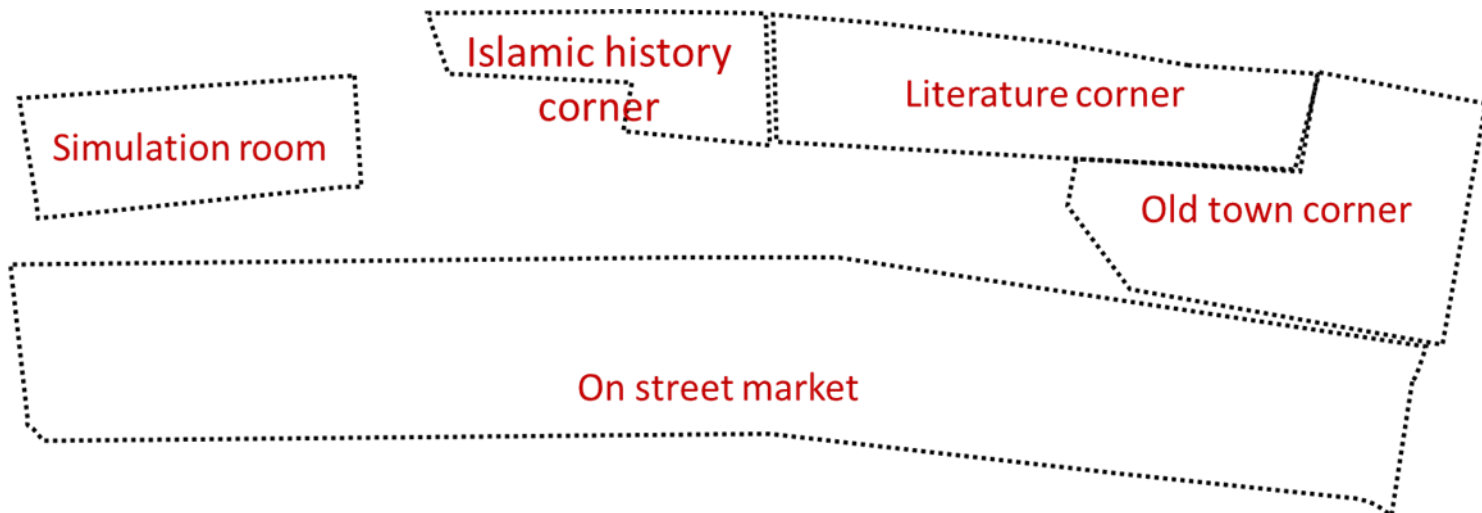 Islamic history
corner
Literature corner
Simulation room
Old town corner
On street market